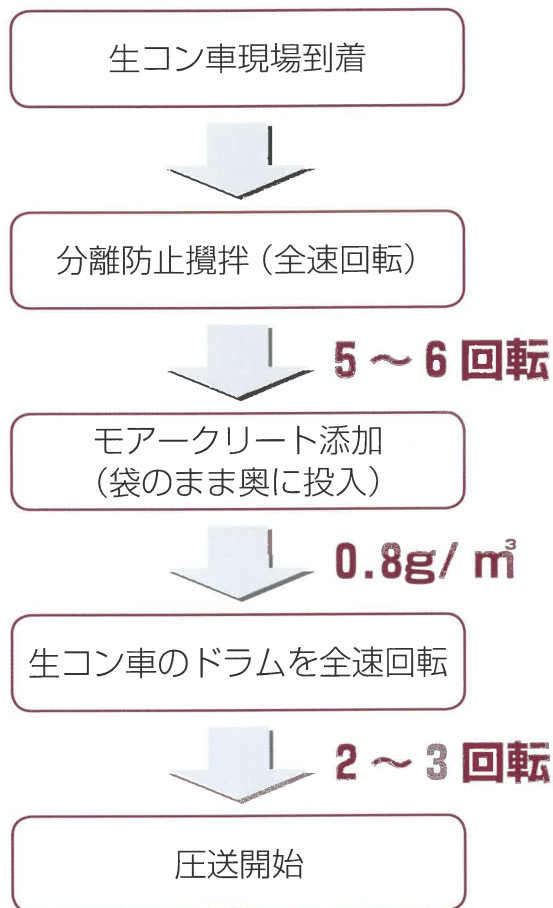 生コン車現場到着
分離防止攪拌（全速回転）
5～6回転
モアークリート添加
（袋のまま奥に投入）
0.8g/㎥
生コン車のドラムを全速回転
2～3回転
圧送開始